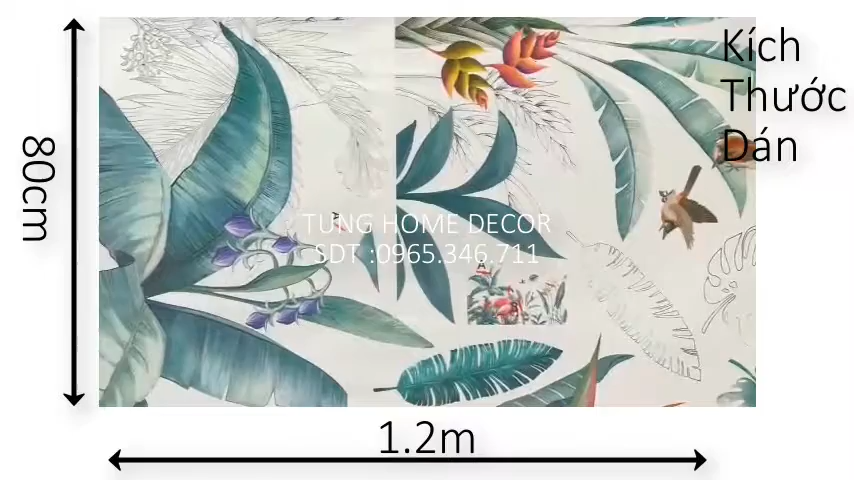 Kích
Thước
Dán
80cm
TUNG HOME DECOR
SDT :0965.346.711
1.2m